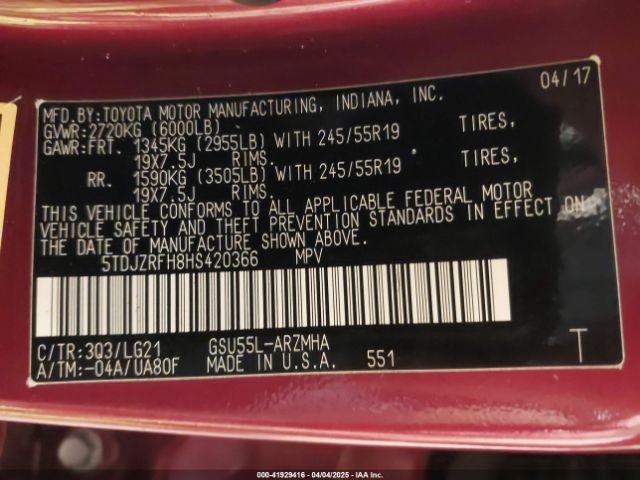 04/17
MFD.BY:TOYOTA MOTOR MANUFACTURING, INDIANA, INC.
GVWR:2720KG (6000LB)
GAWR:FRT. 1345KG (2955LB) WITH 245/55R19 TIRES,
19X7.5J RIMS.
RR. 1590KG (3505LB) WITH 245/55R19 TIRES,
19X7.5J RIMS.
THIS VEHICLE CONFORMS TO ALL APPLICABLE FEDERAL MOTOR
VEHICLE SAFETY AND THEFT PREVENTION STANDARDS IN EFFECT ON
THE DATE OF MANUFACTURE SHOWN ABOVE.
5TDJZRFH8HS420366 MPV
C/TR:3Q3/LG21 GSU55L-ARZMHA T
A/TM:-04A/UA80F MADE IN U.S.A. 551
000-41929416 - 04/04/2025 - IAAI.com